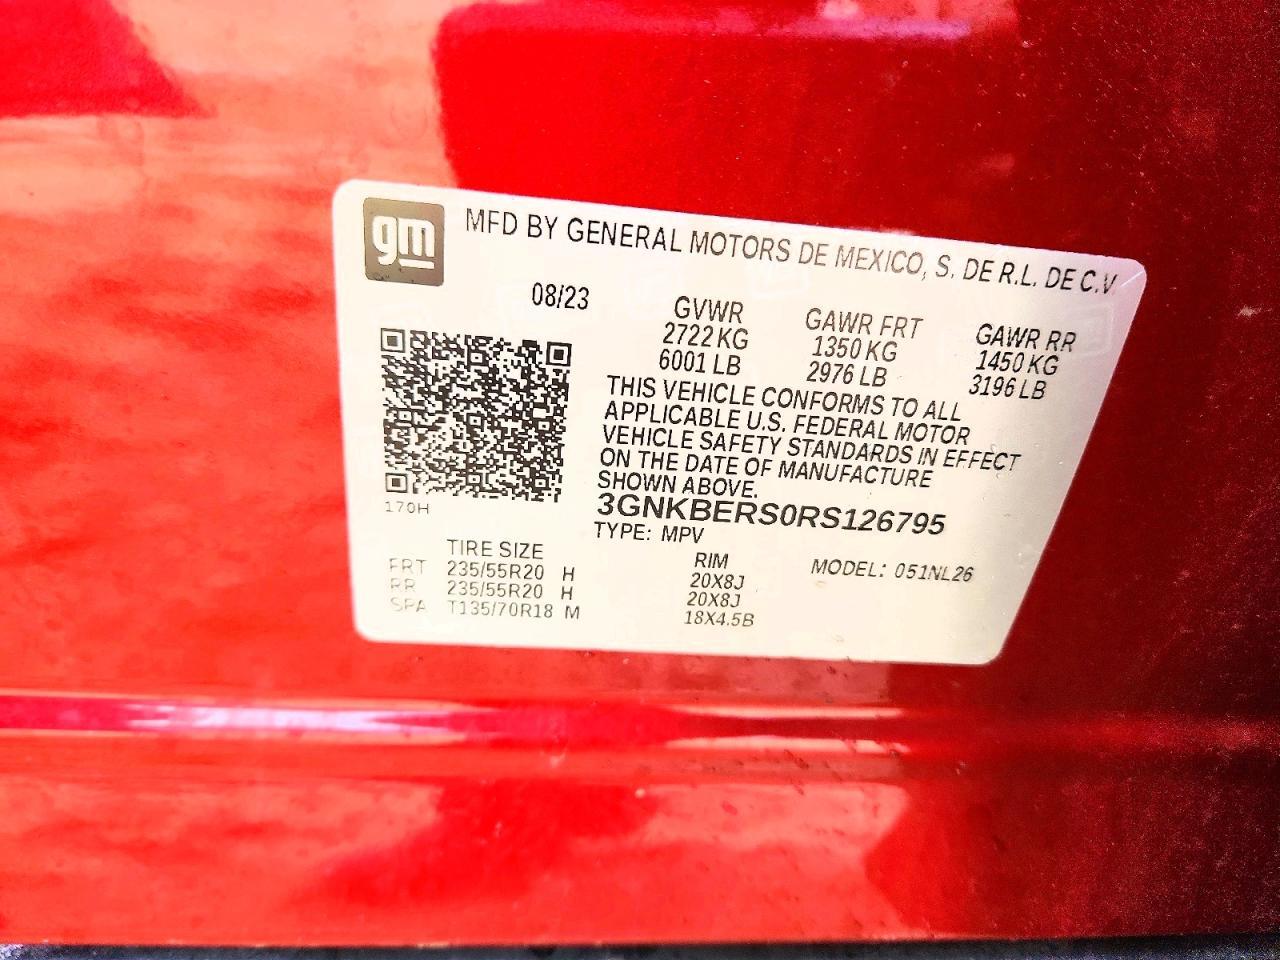 gm MFD BY GENERAL MOTORS DE MEXICO, S. DE R.L. DE C.V.
08/23
GVWR GAWR FRT GAWR RR
2722 KG 1350 KG 1450 KG
6001 LB 2976 LB 3196 LB
THIS VEHICLE CONFORMS TO ALL
APPLICABLE U.S. FEDERAL MOTOR
VEHICLE SAFETY STANDARDS IN EFFECT
ON THE DATE OF MANUFACTURE
SHOWN ABOVE.
170H
3GNKBERS0RS126795
TYPE: MPV
TIRE SIZE RIM MODEL: 051NL26
FRT 235/55R20 H 20X8J
RR 235/55R20 H 20X8J
SPA T135/70R18 M 18X4.5B